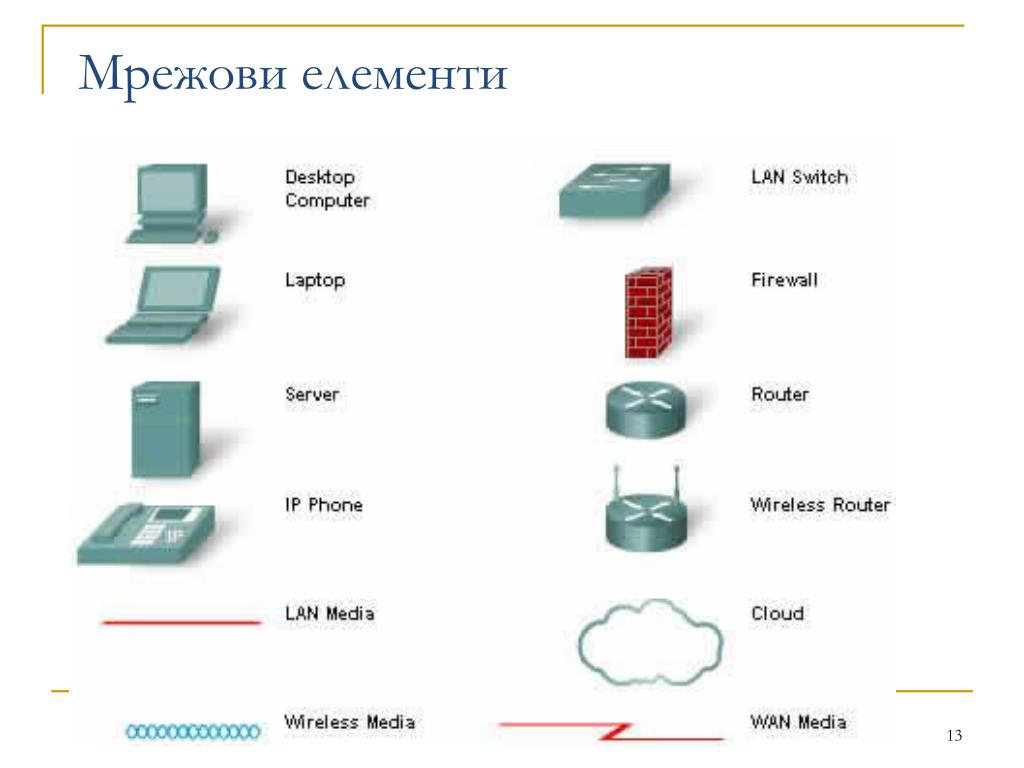 Мрежови елементи
Desktop
Computer
LAN Switch
Laptop
Firewall
Server
Router
IP Phone
IP
Wireless Router
LAN Media
Cloud
Wireless Media
WAN Media
13